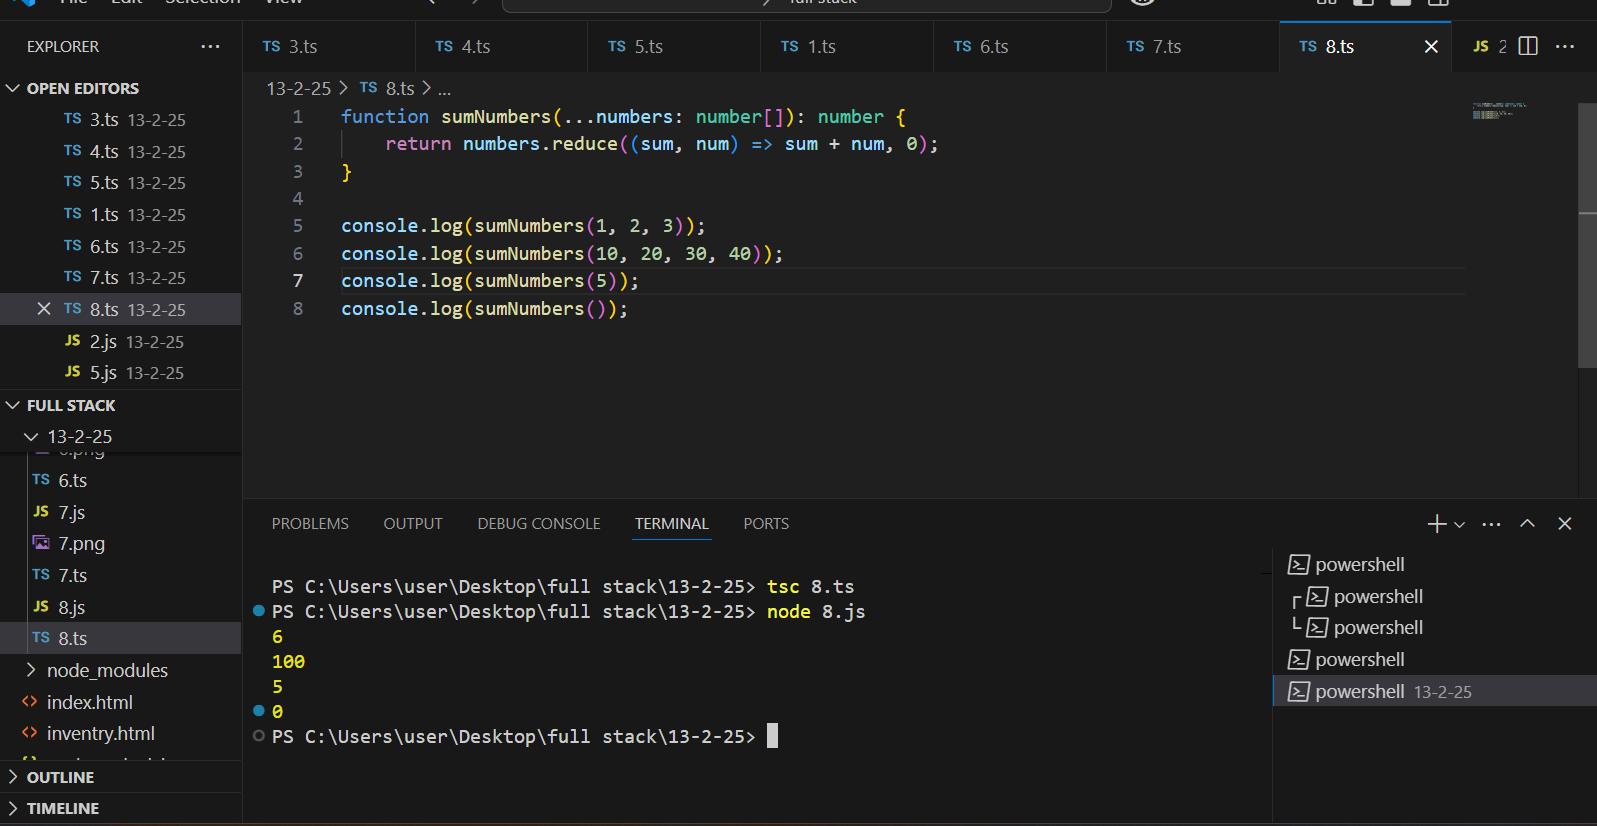 File Edit Selection View full stack
EXPLORER ...
TS 3.ts TS 4.ts TS 5.ts TS 1.ts TS 6.ts TS 7.ts TS 8.ts JS 2
OPEN EDITORS
TS 3.ts 13-2-25
TS 4.ts 13-2-25
TS 5.ts 13-2-25
TS 1.ts 13-2-25
TS 6.ts 13-2-25
TS 7.ts 13-2-25
TS 8.ts 13-2-25
JS 2.js 13-2-25
JS 5.js 13-2-25
FULL STACK
13-2-25
TS 6.ts
JS 7.js
7.png
TS 7.ts
JS 8.js
TS 8.ts
node_modules
index.html
inventry.html
OUTLINE
TIMELINE
13-2-25 > TS 8.ts > ...
1 function sumNumbers(...numbers: number[]): number {
2 return numbers.reduce((sum, num) => sum + num, 0);
3 }
4
5 console.log(sumNumbers(1, 2, 3));
6 console.log(sumNumbers(10, 20, 30, 40));
7 console.log(sumNumbers(5));
8 console.log(sumNumbers());
PROBLEMS OUTPUT DEBUG CONSOLE TERMINAL PORTS
PS C:\Users\user\Desktop\full stack\13-2-25> tsc 8.ts
PS C:\Users\user\Desktop\full stack\13-2-25> node 8.js
6
100
5
0
PS C:\Users\user\Desktop\full stack\13-2-25>
powershell
powershell
powershell
powershell
powershell 13-2-25